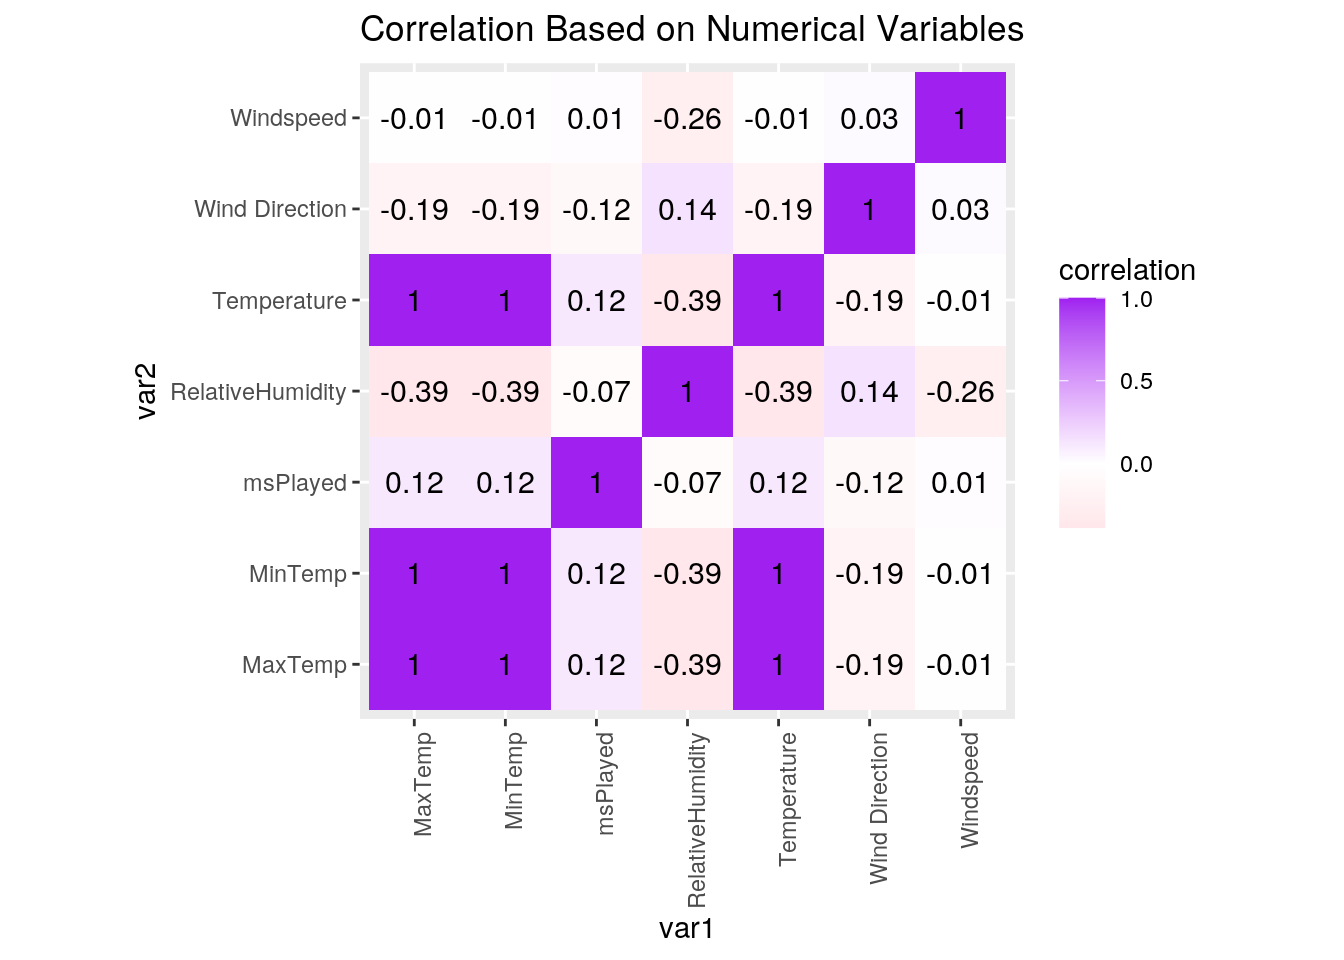 Correlation Based on Numerical Variables
Windspeed -0.01 -0.01 0.01 -0.26 -0.01 0.03 1
Wind Direction -0.19 -0.19 -0.12 0.14 -0.19 1 0.03
Temperature 1 1 0.12 -0.39 1 -0.19 -0.01
RelativeHumidity -0.39 -0.39 -0.07 1 -0.39 0.14 -0.26
msPlayed 0.12 0.12 1 -0.07 0.12 -0.12 0.01
MinTemp 1 1 0.12 -0.39 1 -0.19 -0.01
MaxTemp 1 1 0.12 -0.39 1 -0.19 -0.01
var2
MaxTemp
MinTemp
msPlayed
RelativeHumidity
Temperature
Wind Direction
Windspeed
var1
correlation
1.0
0.5
0.0